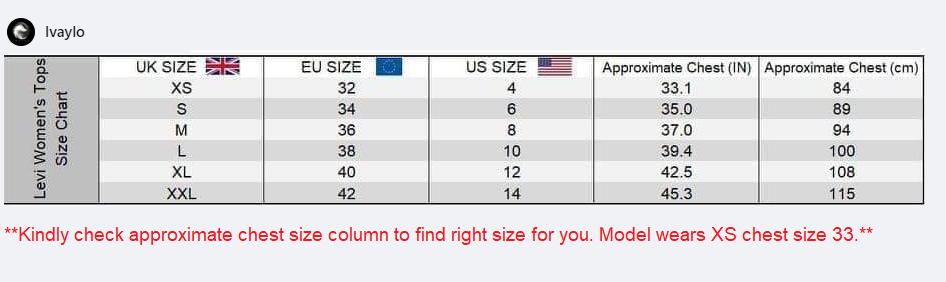 Ivaylo
Levi Women's Tops
Size Chart
UK SIZE EU SIZE US SIZE Approximate Chest (IN) Approximate Chest (cm)
XS 32 4 33.1 84
S 34 6 35.0 89
M 36 8 37.0 94
L 38 10 39.4 100
XL 40 12 42.5 108
XXL 42 14 45.3 115
**Kindly check approximate chest size column to find right size for you. Model wears XS chest size 33.**